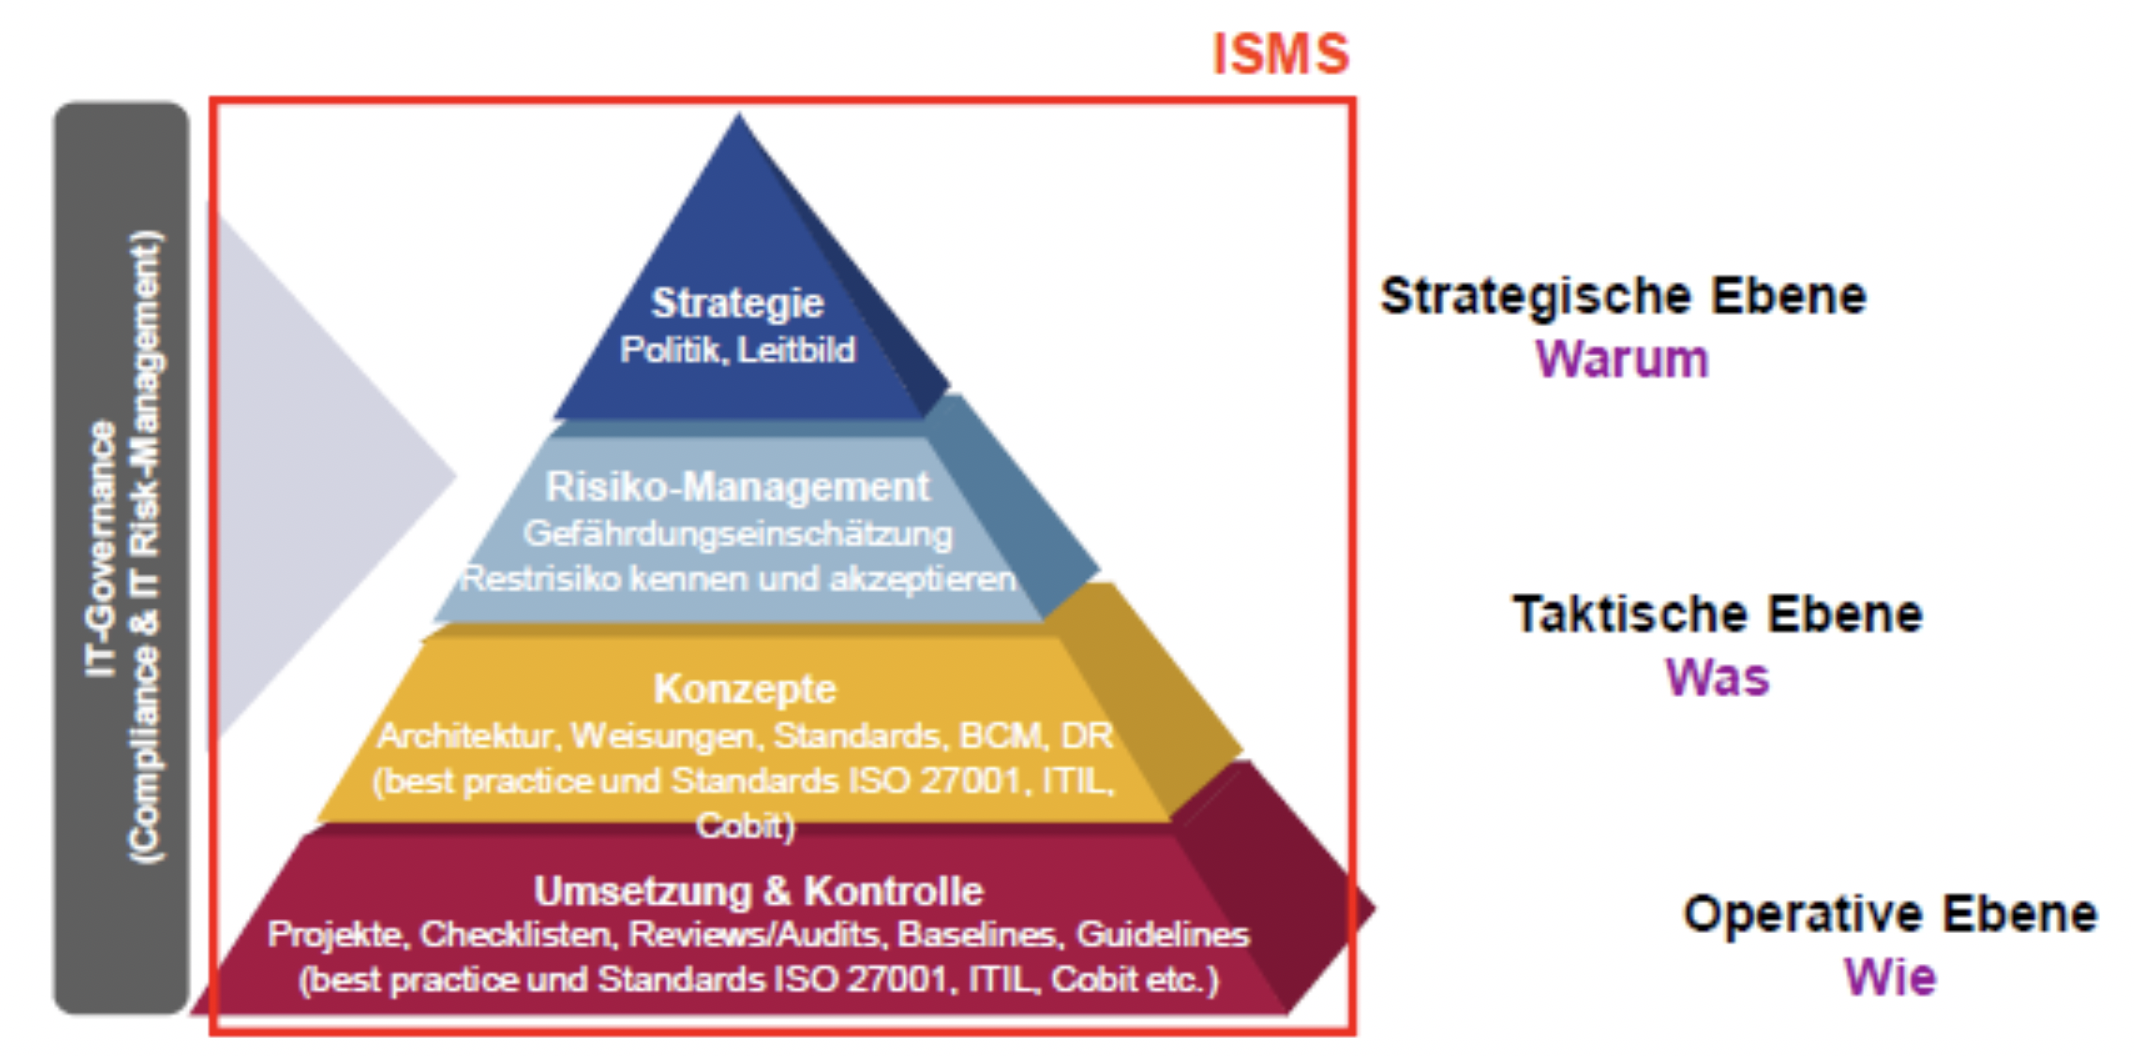 ISMS
IT-Governance
(Compliance & IT Risk-Management)
Strategie
Politik, Leitbild
Risiko-Management
Gefährdungseinschätzung
Restrisiko kennen und akzeptieren
Konzepte
Architektur, Weisungen, Standards, BCM, DR
(best practice und Standards ISO 27001, ITIL,
Cobit)
Umsetzung & Kontrolle
Projekte, Checklisten, Reviews/Audits, Baselines, Guidelines
(best practice und Standards ISO 27001, ITIL, Cobit etc.)
Strategische Ebene
Warum
Taktische Ebene
Was
Operative Ebene
Wie